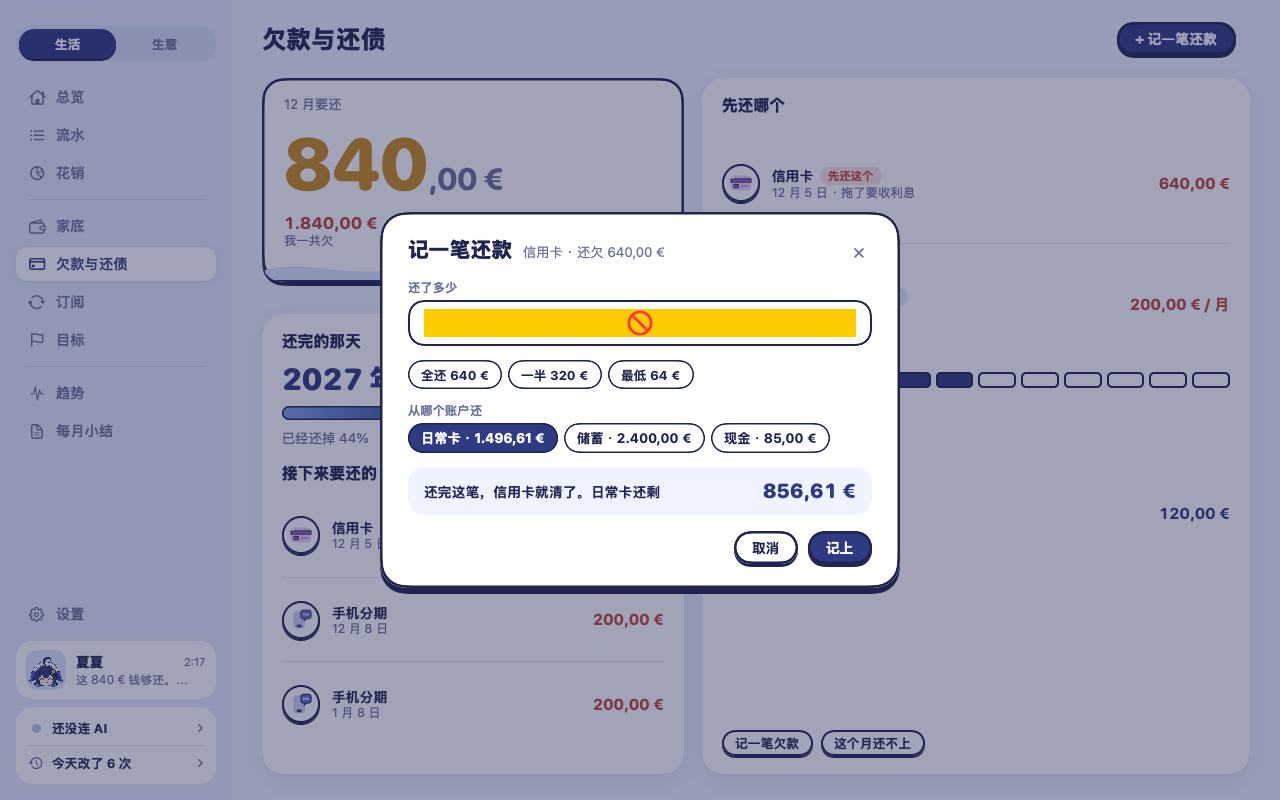 生活
生意
总览
流水
花销
家底
欠款与还债
订阅
目标
趋势
每月小结
设置
夏夏
2:17
这 840 € 钱够还。…
还没连 AI
今天改了 6 次
欠款与还债
+ 记一笔还款
12 月要还
840,00 €
1.840,00 €
我一共欠
还完的那天
2027
已经还掉 44%
接下来要还的
信用卡
12 月 5
手机分期
12 月 8 日
200,00 €
手机分期
1 月 8 日
200,00 €
先还哪个
信用卡
先还这个
12 月 5 日 · 拖了要收利息
640,00 €
200,00 € / 月
120,00 €
记一笔欠款
这个月还不上
记一笔还款
信用卡 · 还欠 640,00 €
还了多少
全还 640 €
一半 320 €
最低 64 €
从哪个账户还
日常卡 · 1.496,61 €
储蓄 · 2.400,00 €
现金 · 85,00 €
还完这笔，信用卡就清了。日常卡还剩
856,61 €
取消
记上